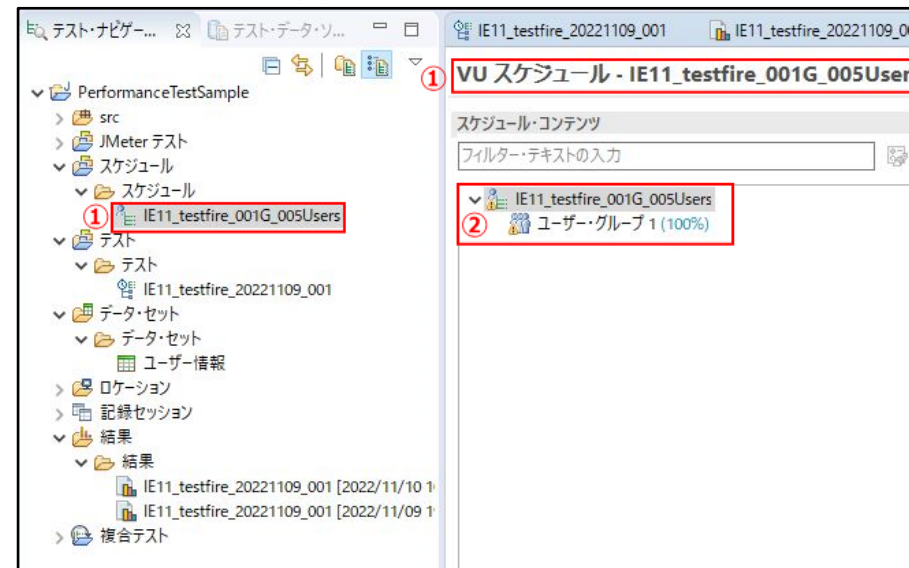 テスト・ナビゲー...
テスト・データ・ソ...
PerformanceTestSample
src
JMeter テスト
スケジュール
スケジュール
① IE11_testfire_001G_005Users
テスト
テスト
IE11_testfire_20221109_001
データ・セット
データ・セット
ユーザー情報
ロケーション
記録セッション
結果
結果
IE11_testfire_20221109_001 [2022/11/10 1
IE11_testfire_20221109_001 [2022/11/09 1
複合テスト
IE11_testfire_20221109_001
IE11_testfire_20221109_0
① VU スケジュール - IE11_testfire_001G_005User
スケジュール・コンテンツ
フィルター・テキストの入力
IE11_testfire_001G_005Users
② ユーザー・グループ 1 (100%)